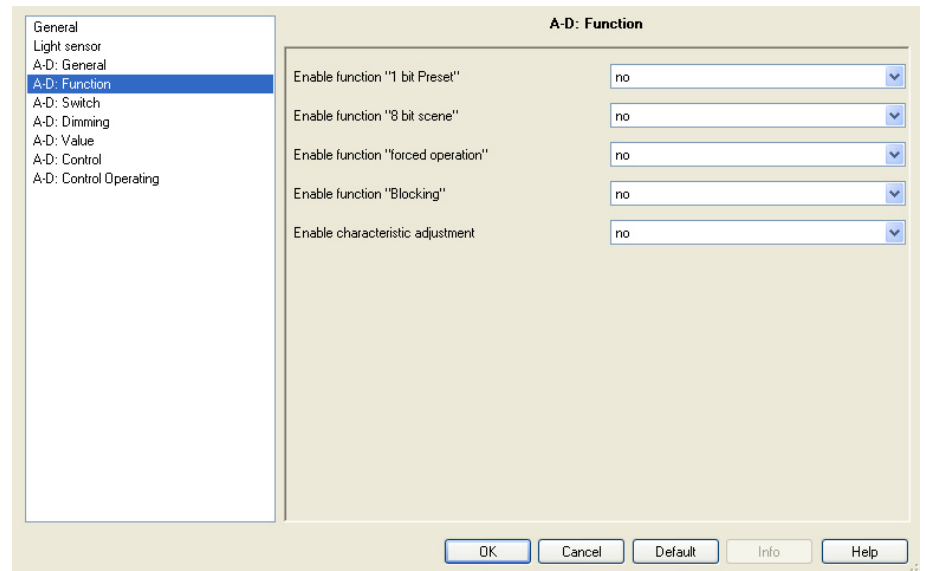 General
Light sensor
A-D: General
A-D: Function
A-D: Switch
A-D: Dimming
A-D: Value
A-D: Control
A-D: Control Operating
A-D: Function
Enable function "1 bit Preset" no
Enable function "8 bit scene" no
Enable function "forced operation" no
Enable function "Blocking" no
Enable characteristic adjustment no
OK Cancel Default Info Help